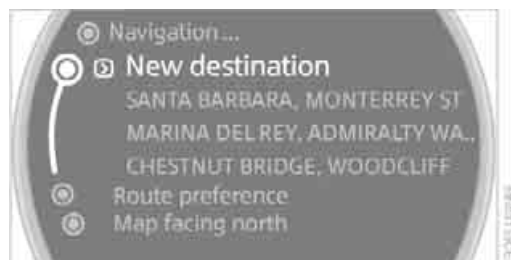 Navigation...
New destination
SANTA BARBARA, MONTERREY ST
MARINA DEL REY, ADMIRALTY WA..
CHESTNUT BRIDGE, WOODCLIFF
Route preference
Map facing north